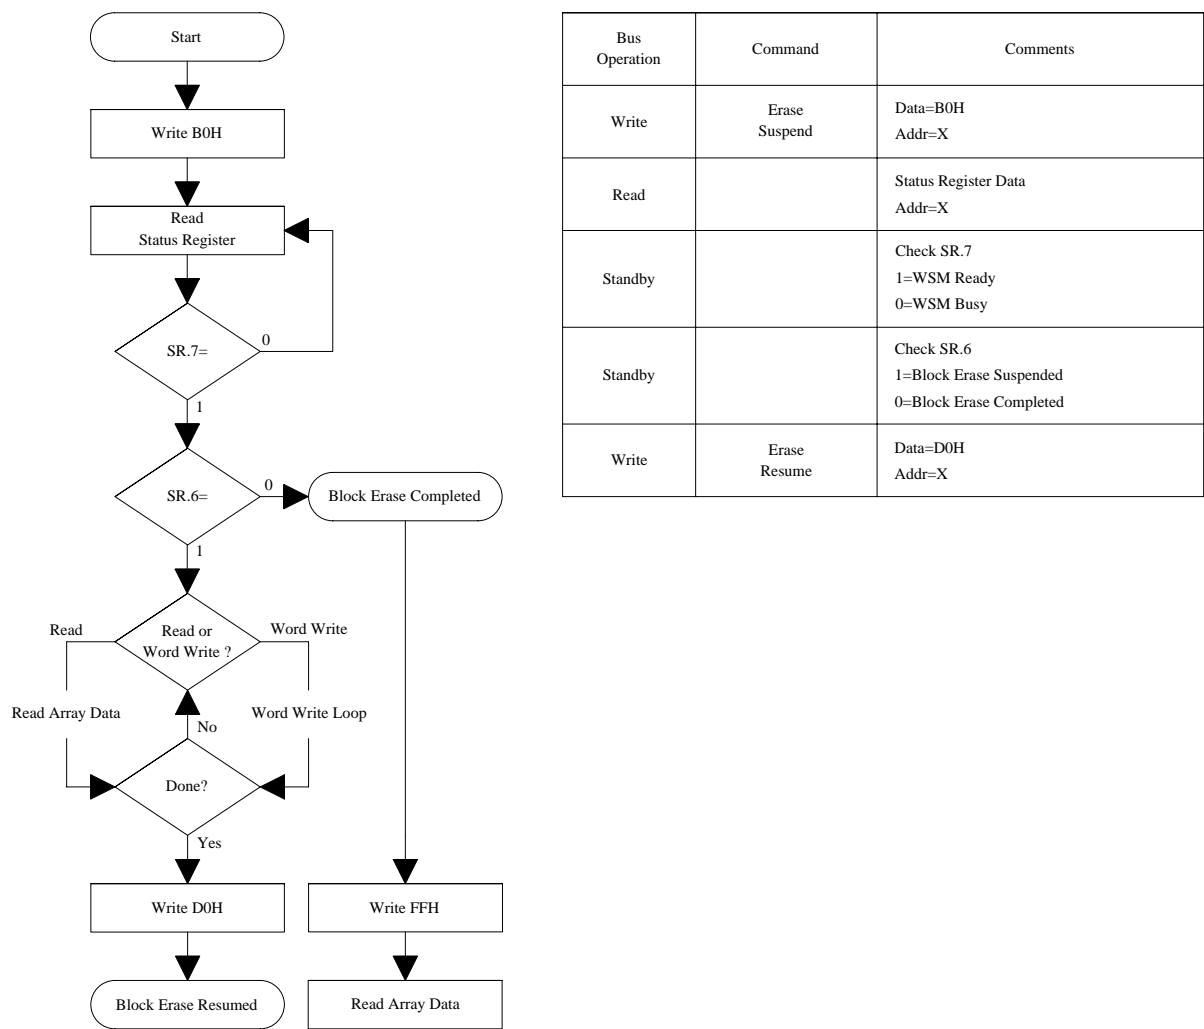 Start
Write B0H
Read
Status Register
SR.7=
0
1
SR.6=
0
Block Erase Completed
1
Read
Read or
Word Write ?
Word Write
Read Array Data
Word Write Loop
No
Done?
Yes
Write D0H
Write FFH
Block Erase Resumed
Read Array Data
Bus
Operation
Command
Comments
Write
Erase
Suspend
Data=B0H
Addr=X
Read
Status Register Data
Addr=X
Standby
Check SR.7
1=WSM Ready
0=WSM Busy
Standby
Check SR.6
1=Block Erase Suspended
0=Block Erase Completed
Write
Erase
Resume
Data=D0H
Addr=X